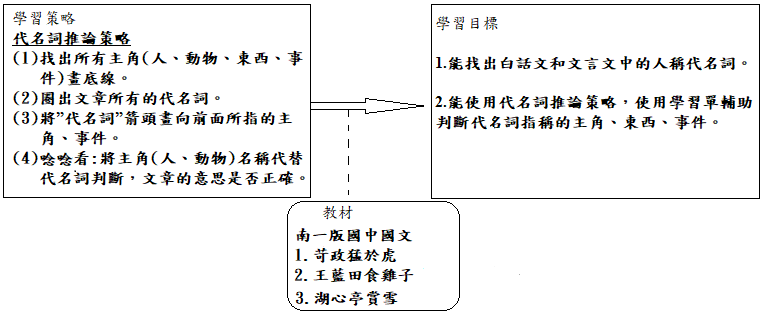 學習策略
代名詞推論策略
(1)找出所有主角(人、動物、東西、事
件)畫底線。
(2)圈出文章所有的代名詞。
(3)將”代名詞”箭頭畫向前面所指的主
角、事件。
(4)唸唸看:將主角(人、動物)名稱代替
代名詞判斷，文章的意思是否正確。
學習目標
1.能找出白話文和文言文中的人稱代名詞。
2.能使用代名詞推論策略，使用學習單輔助
判斷代名詞指稱的主角、東西、事件。
教材
南一版國中國文
1.苛政猛於虎
2.王藍田食雞子
3.湖心亭賞雪